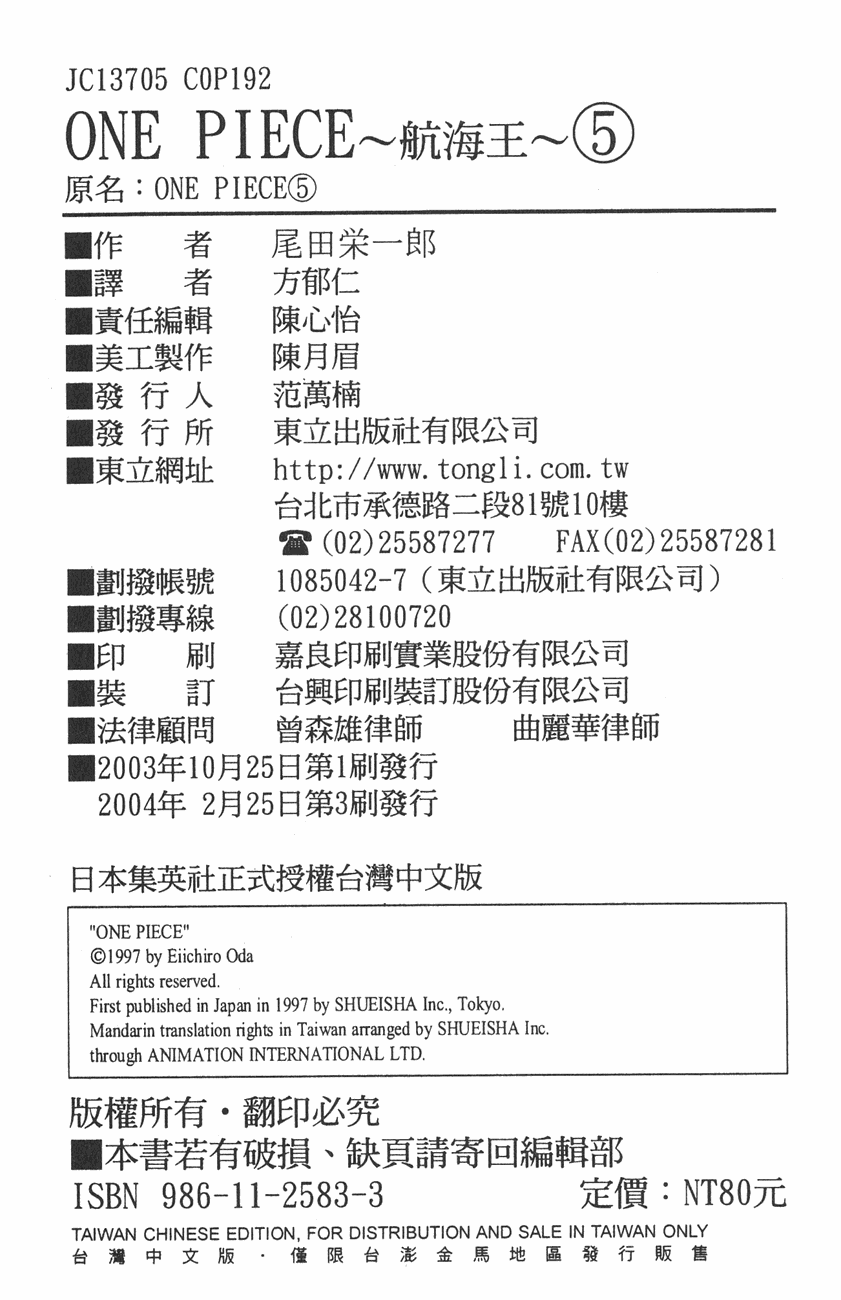 JC13705 COP192
ONE PIECE～航海王～⑤
原名：ONE PIECE⑤
■作　者　尾田栄一郎
■譯　者　方郁仁
■責任編輯　陳心怡
■美工製作　陳月眉
■發行人　范萬楠
■發行所　東立出版社有限公司
■東立網址　http://www.tongli.com.tw
台北市承德路二段81號10樓
☎(02)25587277　FAX(02)25587281
■劃撥帳號　1085042-7（東立出版社有限公司）
■劃撥專線　(02)28100720
■印　刷　嘉良印刷實業股份有限公司
■裝　訂　台興印刷裝訂股份有限公司
■法律顧問　曾森雄律師　曲麗華律師
■2003年10月25日第1刷發行
2004年 2月25日第3刷發行
日本集英社正式授權台灣中文版
"ONE PIECE"
©1997 by Eiichiro Oda
All rights reserved.
First published in Japan in 1997 by SHUEISHA Inc., Tokyo.
Mandarin translation rights in Taiwan arranged by SHUEISHA Inc.
through ANIMATION INTERNATIONAL LTD.
版權所有・翻印必究
■本書若有破損、缺頁請寄回編輯部
ISBN 986-11-2583-3　定價：NT80元
TAIWAN CHINESE EDITION, FOR DISTRIBUTION AND SALE IN TAIWAN ONLY
台灣中文版・僅限台澎金馬地區發行販售